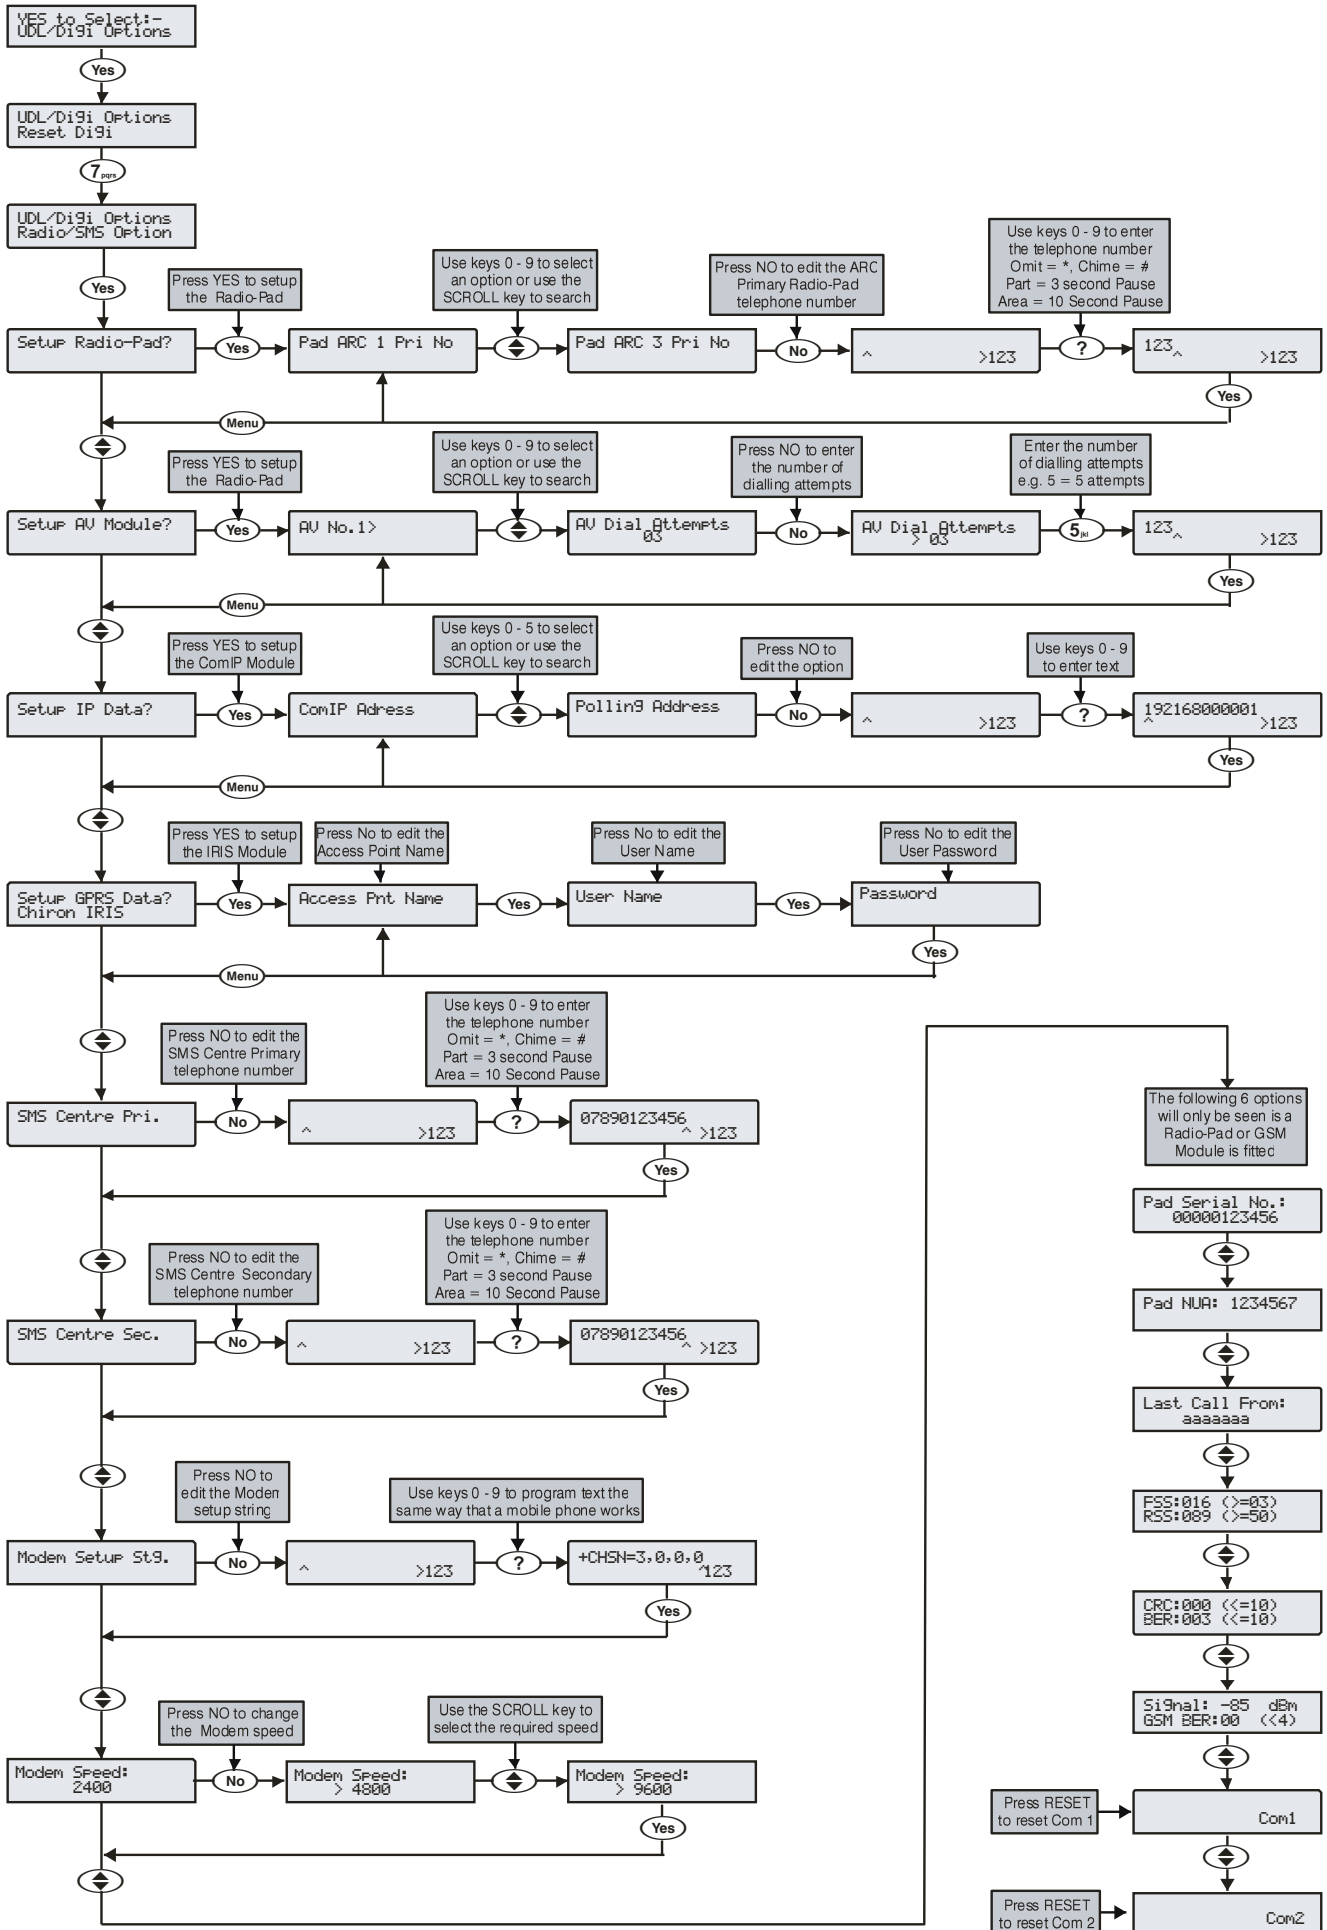 YES to Select:-
UDL/Digi Options
Yes
UDL/Digi Options
Reset Digi
7pqrs
UDL/Digi Options
Radio/SMS Option
Yes
Press YES to setup
the Radio-Pad
Use keys 0 - 9 to select
an option or use the
SCROLL key to search
Press NO to edit the ARC
Primary Radio-Pad
telephone number
Use keys 0 - 9 to enter
the telephone number
Omit = *, Chime = #
Part = 3 second Pause
Area = 10 Second Pause
Setup Radio-Pad?
Yes
Pad ARC 1 Pri No
Pad ARC 3 Pri No
No
^ >123
?
123^ >123
Yes
Menu
Press YES to setup
the Radio-Pad
Use keys 0 - 9 to select
an option or use the
SCROLL key to search
Press NO to enter
the number of
dialling attempts
Enter the number
of dialling attempts
e.g. 5 = 5 attempts
Setup AV Module?
Yes
AV No.1>
AV Dial Attempts
03
No
AV Dial Attempts
> 03
5jkl
123^ >123
Yes
Menu
Press YES to setup
the ComIP Module
Use keys 0 - 5 to select
an option or use the
SCROLL key to search
Press NO to
edit the option
Use keys 0 - 9
to enter text
Setup IP Data?
Yes
ComIP Adress
Polling Address
No
^ >123
?
192168000001
^ >123
Yes
Menu
Press YES to setup
the IRIS Module
Press No to edit the
Access Point Name
Press No to edit the
User Name
Press No to edit the
User Password
Setup GPRS Data?
Chiron IRIS
Yes
Access Pnt Name
Yes
User Name
Yes
Password
Yes
Menu
Press NO to edit the
SMS Centre Primary
telephone number
Use keys 0 - 9 to enter
the telephone number
Omit = *, Chime = #
Part = 3 second Pause
Area = 10 Second Pause
SMS Centre Pri.
No
^ >123
?
07890123456
^ >123
Yes
Press NO to edit the
SMS Centre Secondary
telephone number
Use keys 0 - 9 to enter
the telephone number
Omit = *, Chime = #
Part = 3 second Pause
Area = 10 Second Pause
SMS Centre Sec.
No
^ >123
?
07890123456
^ >123
Yes
Press NO to
edit the Modem
setup string
Use keys 0 - 9 to program text the
same way that a mobile phone works
Modem Setup Stg.
No
^ >123
?
+CHSN=3,0,0,0
^123
Yes
Press NO to change
the Modem speed
Use the SCROLL key to
select the required speed
Modem Speed:
2400
No
Modem Speed:
> 4800
Modem Speed:
> 9600
Yes
The following 6 options
will only be seen is a
Radio-Pad or GSM
Module is fitted
Pad Serial No.:
00000123456
Pad NUA: 1234567
Last Call From:
aaaaaaa
FSS:016 (>=03)
RSS:089 (>=50)
CRC:000 (<=10)
BER:003 (<=10)
Signal: -85 dBm
GSM BER:00 (<4)
Press RESET
to reset Com 1
Com1
Press RESET
to reset Com 2
Com2